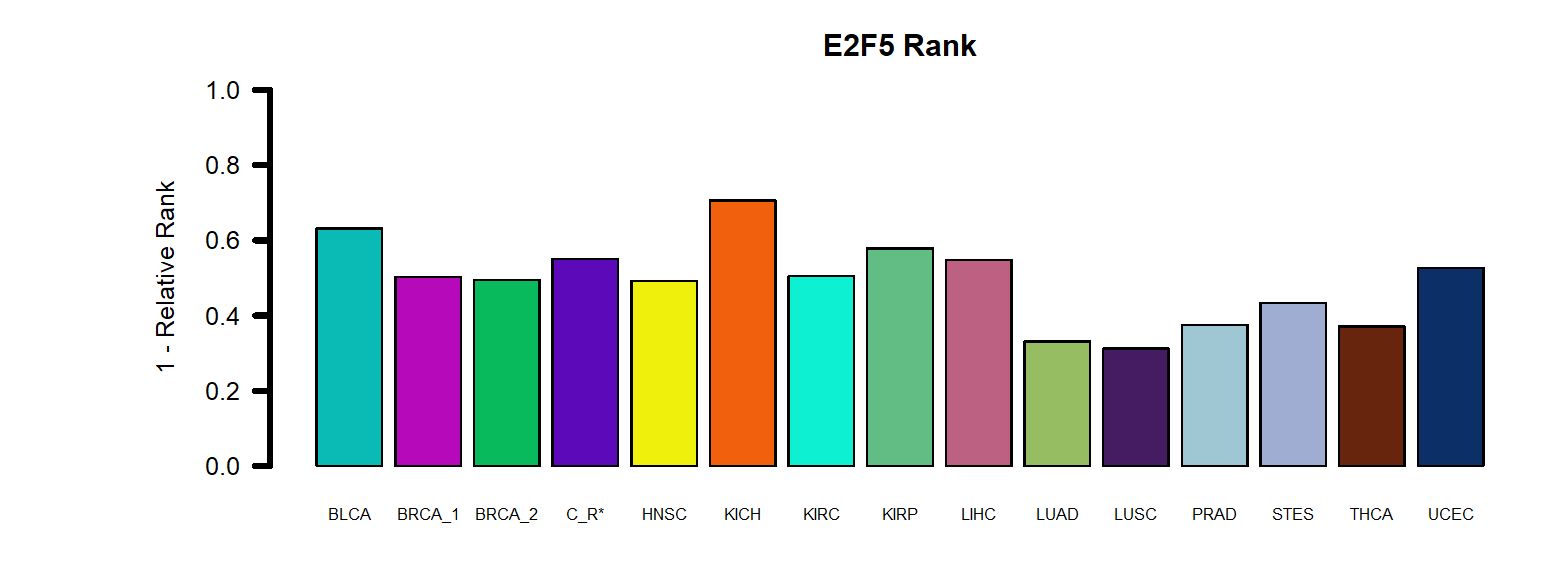 E2F5 Rank
1 - Relative Rank
1.0
0.8
0.6
0.4
0.2
0.0
BLCA BRCA_1 BRCA_2 C_R* HNSC KICH KIRC KIRP LIHC LUAD LUSC PRAD STES THCA UCEC